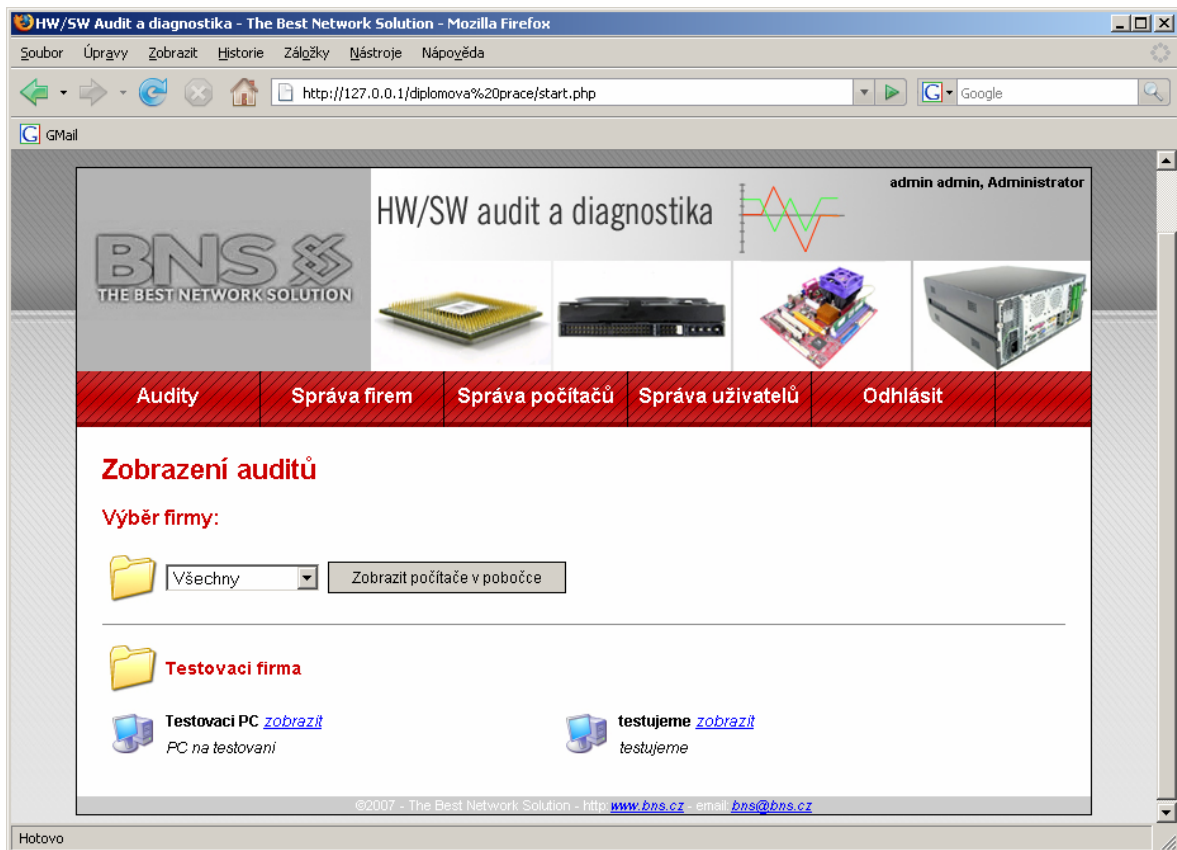 HW/SW Audit a diagnostika - The Best Network Solution - Mozilla Firefox
Soubor Úpravy Zobrazit Historie Záložky Nástroje Nápověda
http://127.0.0.1/diplomova%20prace/start.php
G Google
G GMail
admin admin, Administrator
HW/SW audit a diagnostika
BNS
THE BEST NETWORK SOLUTION
Audity Správa firem Správa počítačů Správa uživatelů Odhlásit
Zobrazení auditů
Výběr firmy:
Všechny Zobrazit počítače v pobočce
Testovaci firma
Testovaci PC zobrazit testujeme zobrazit
PC na testovani testujeme
©2007 - The Best Network Solution - http: www.bns.cz - email: bns@bns.cz
Hotovo